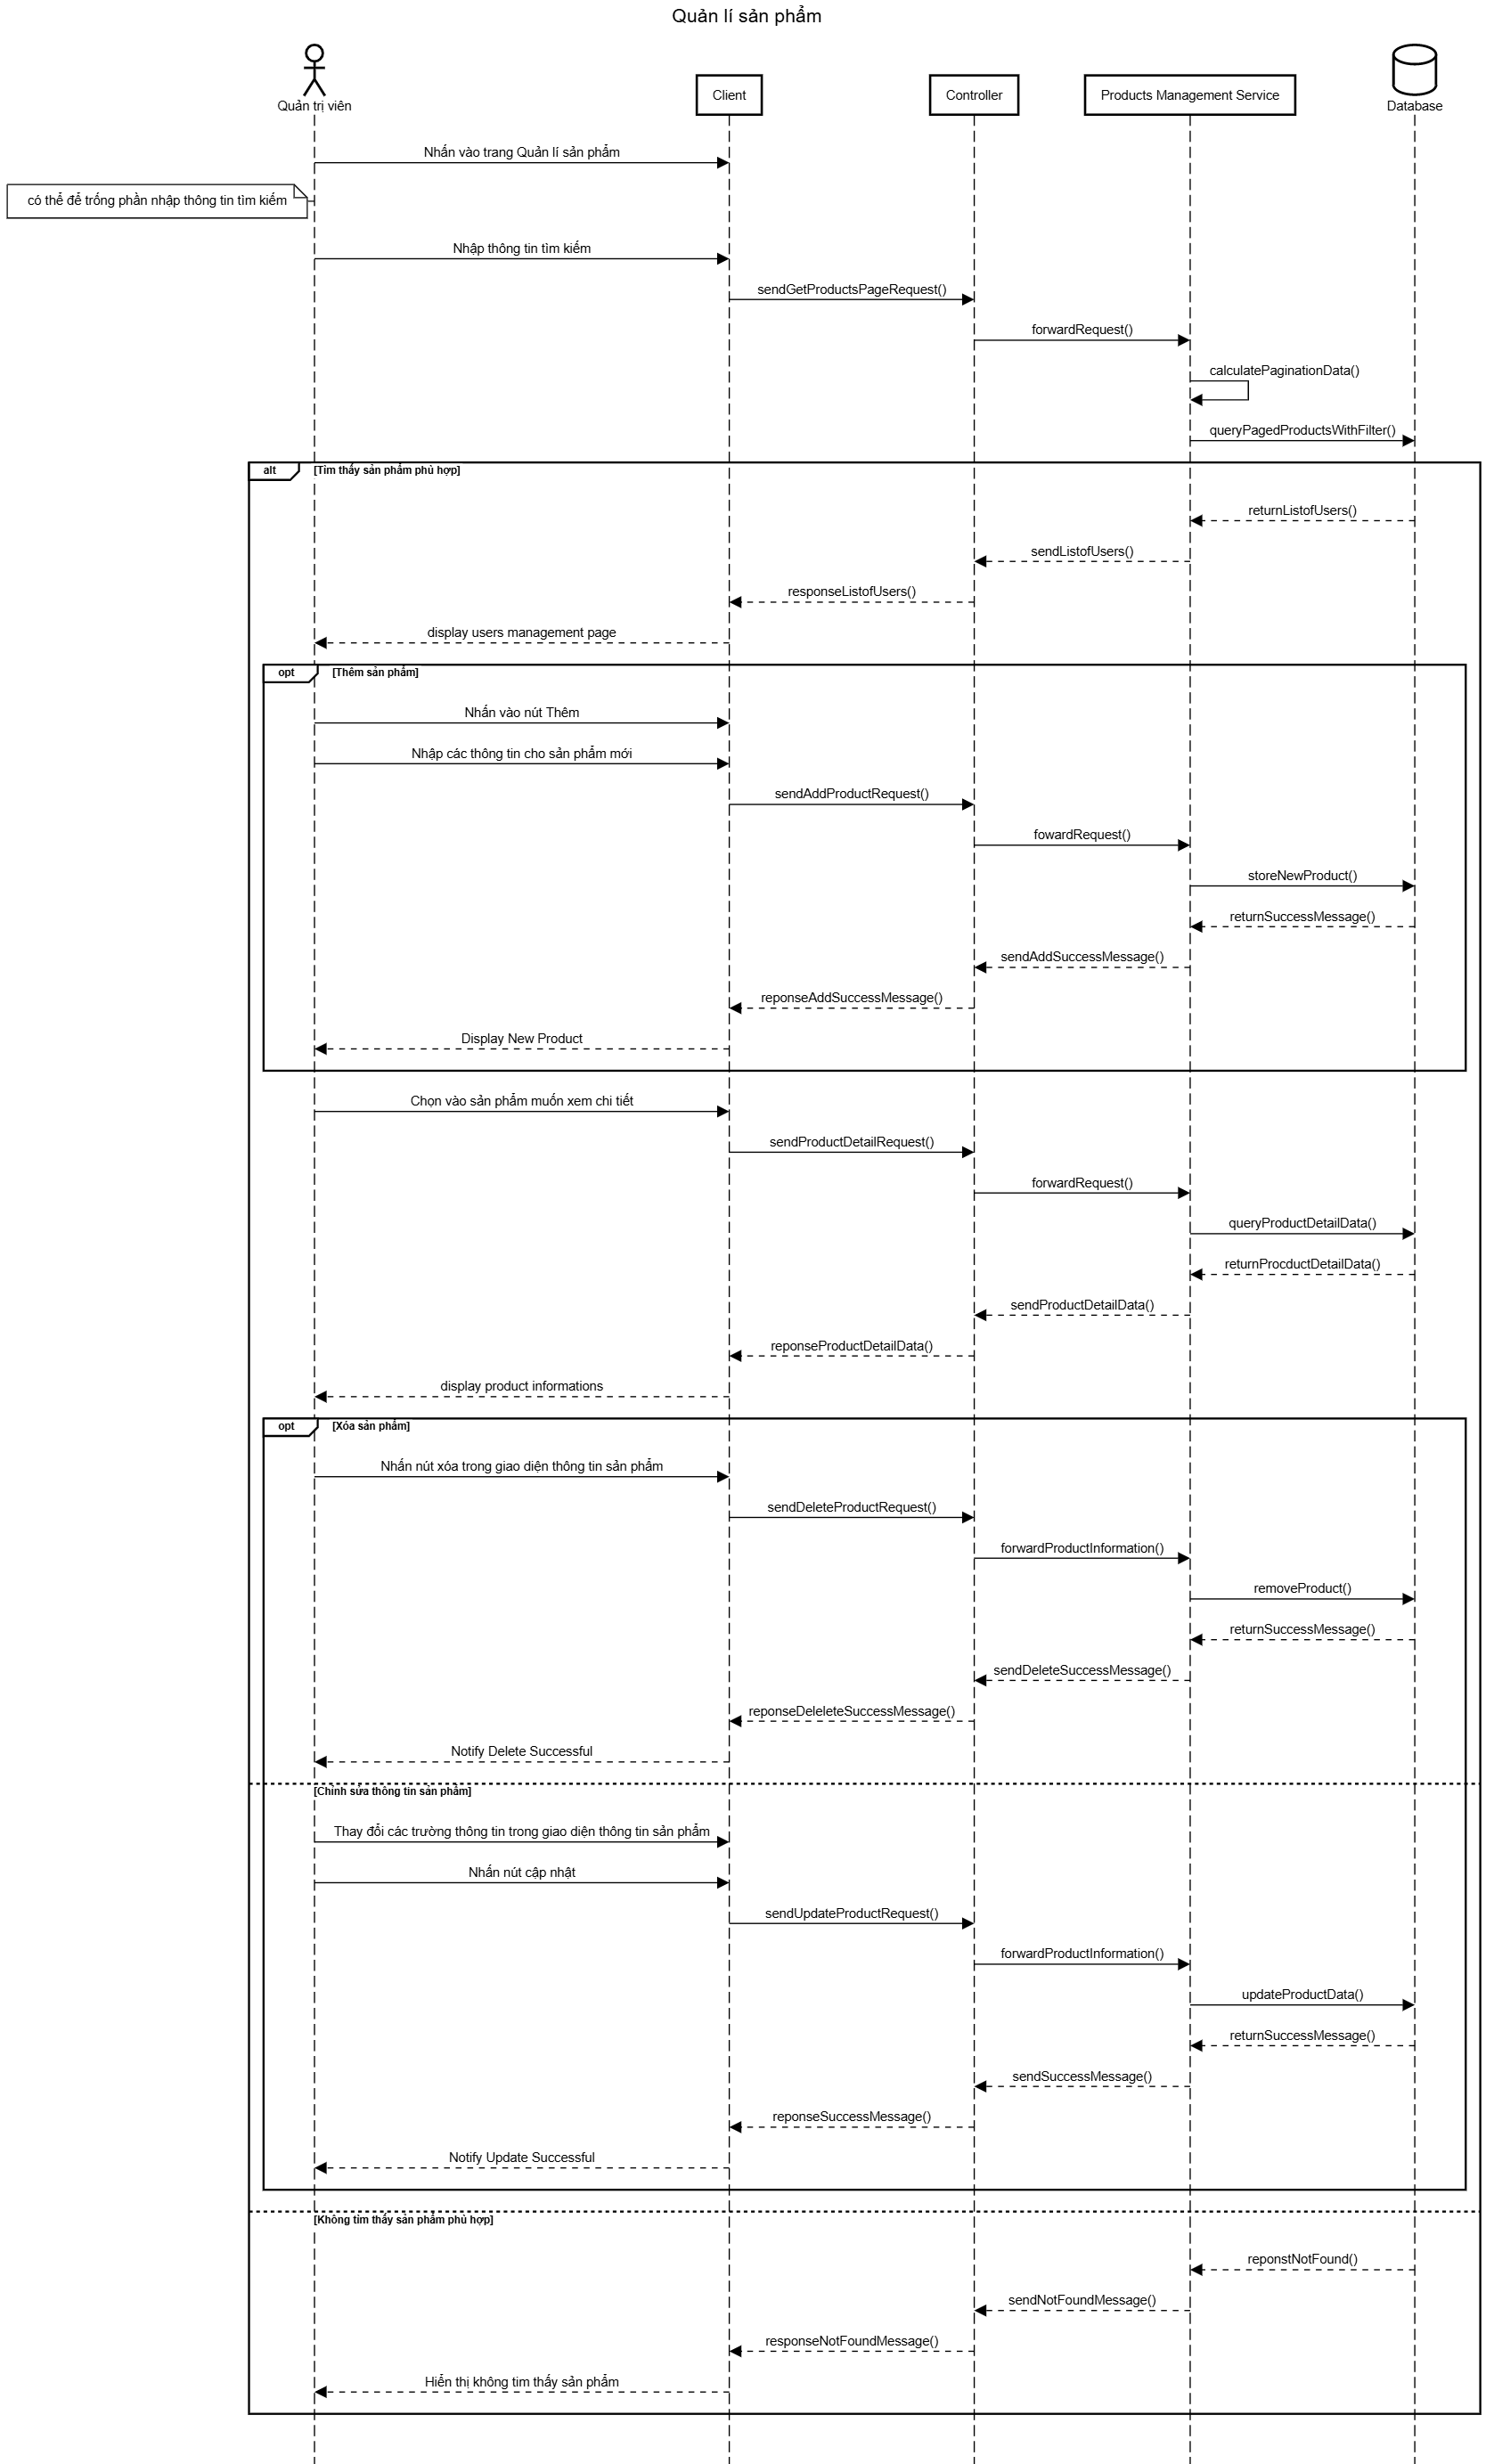 Quản lí sản phẩm
Quản trị viên
Client
Controller
Products Management Service
Database
Nhấn vào trang Quản lí sản phẩm
có thể để trống phần nhập thông tin tìm kiếm
Nhập thông tin tìm kiếm
sendGetProductsPageRequest()
forwardRequest()
calculatePaginationData()
queryPagedProductsWithFilter()
alt [Tìm thấy sản phẩm phù hợp]
returnListofUsers()
sendListofUsers()
responseListofUsers()
display users management page
opt [Thêm sản phẩm]
Nhấn vào nút Thêm
Nhập các thông tin cho sản phẩm mới
sendAddProductRequest()
fowardRequest()
storeNewProduct()
returnSuccessMessage()
sendAddSuccessMessage()
reponseAddSuccessMessage()
Display New Product
Chọn vào sản phẩm muốn xem chi tiết
sendProductDetailRequest()
forwardRequest()
queryProductDetailData()
returnProcductDetailData()
sendProductDetailData()
reponseProductDetailData()
display product informations
opt [Xóa sản phẩm]
Nhấn nút xóa trong giao diện thông tin sản phẩm
sendDeleteProductRequest()
forwardProductInformation()
removeProduct()
returnSuccessMessage()
sendDeleteSuccessMessage()
reponseDeleleteSuccessMessage()
Notify Delete Successful
[Chỉnh sửa thông tin sản phẩm]
Thay đổi các trường thông tin trong giao diện thông tin sản phẩm
Nhấn nút cập nhật
sendUpdateProductRequest()
forwardProductInformation()
updateProductData()
returnSuccessMessage()
sendSuccessMessage()
reponseSuccessMessage()
Notify Update Successful
[Không tìm thấy sản phẩm phù hợp]
reponstNotFound()
sendNotFoundMessage()
responseNotFoundMessage()
Hiển thị không tìm thấy sản phẩm